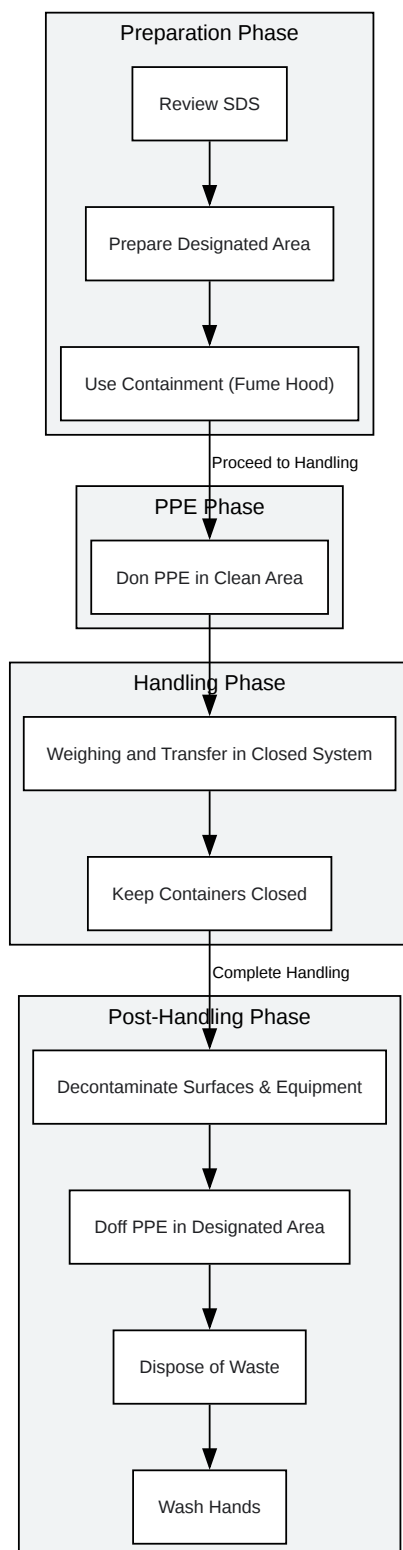 Preparation Phase
Review SDS
Prepare Designated Area
Use Containment (Fume Hood)
Proceed to Handling
PPE Phase
Don PPE in Clean Area
Handling Phase
Weighing and Transfer in Closed System
Keep Containers Closed
Complete Handling
Post-Handling Phase
Decontaminate Surfaces & Equipment
Doff PPE in Designated Area
Dispose of Waste
Wash Hands